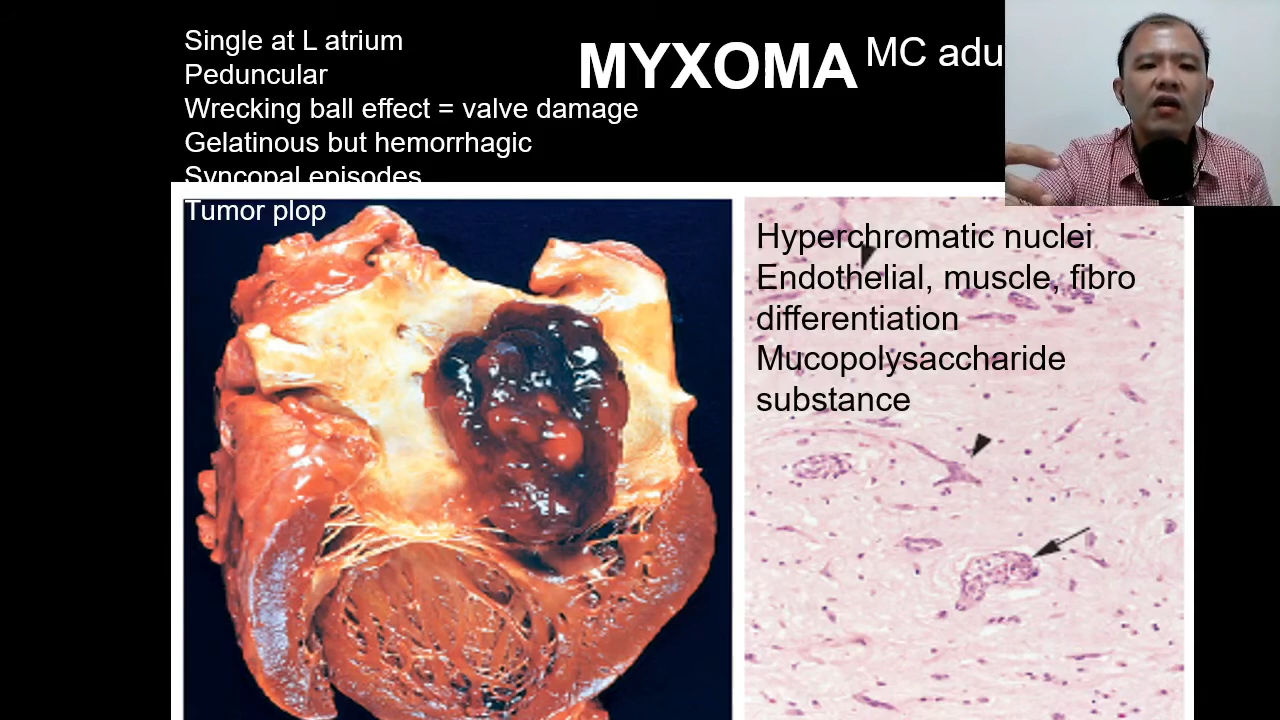 Single at L atrium
Peduncular
Wrecking ball effect = valve damage
Gelatinous but hemorrhagic
Syncopal episodes
Tumor plop
MYXOMA
MC adu
Hyperchromatic nuclei
Endothelial, muscle, fibro
differentiation
Mucopolysaccharide
substance